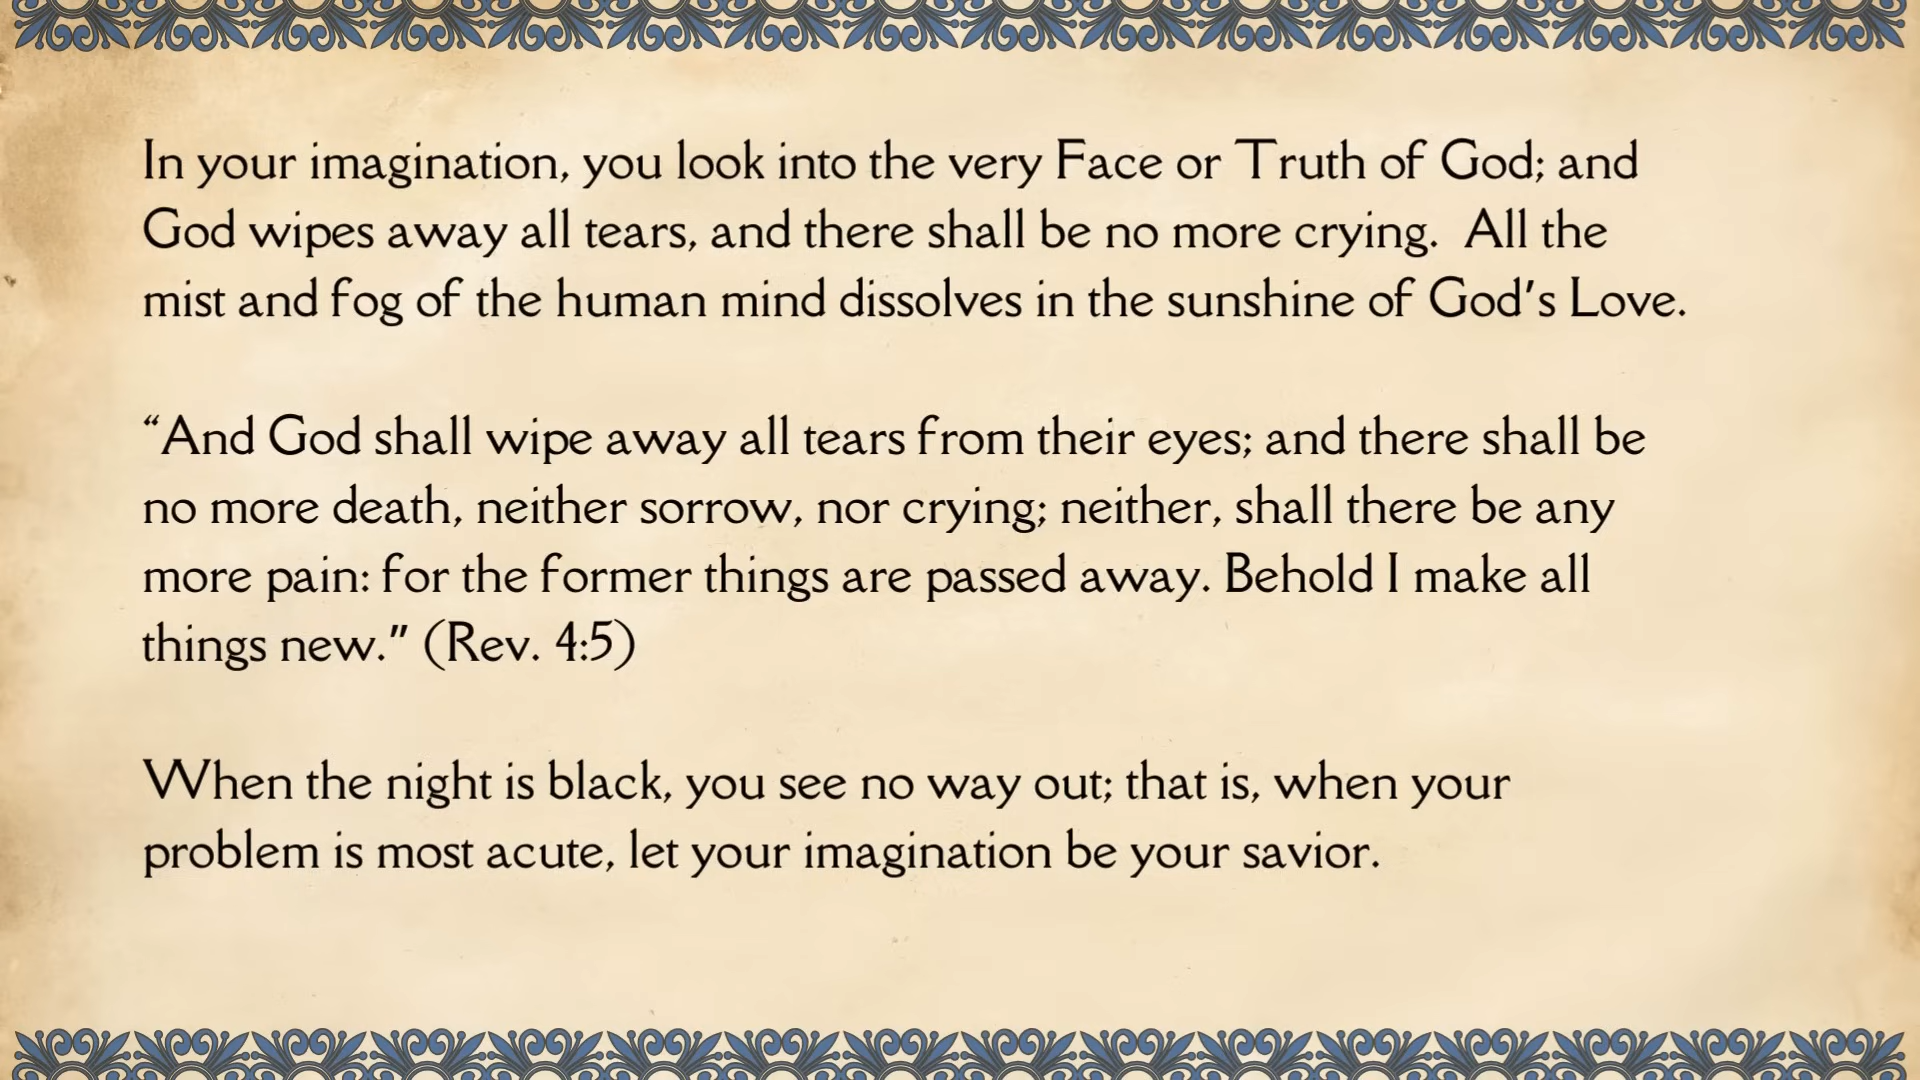 In your imagination, you look into the very Face or Truth of God; and
God wipes away all tears, and there shall be no more crying.  All the
mist and fog of the human mind dissolves in the sunshine of God's Love.
“And God shall wipe away all tears from their eyes; and there shall be
no more death, neither sorrow, nor crying; neither, shall there be any
more pain: for the former things are passed away. Behold I make all
things new.” (Rev. 4:5)
When the night is black, you see no way out; that is, when your
problem is most acute, let your imagination be your savior.